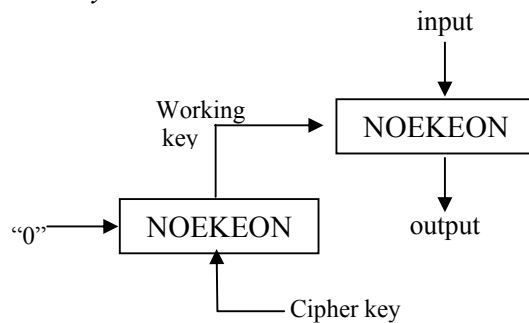 input
Working
key
NOEKEON
NOEKEON
“0”
output
Cipher key